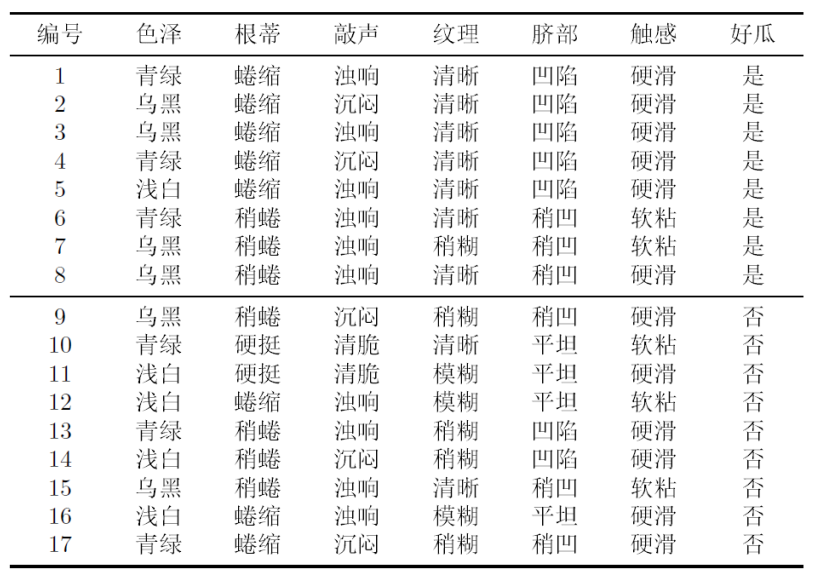 编号 色泽 根蒂 敲声 纹理 脐部 触感 好瓜
1 青绿 蜷缩 浊响 清晰 凹陷 硬滑 是
2 乌黑 蜷缩 沉闷 清晰 凹陷 硬滑 是
3 乌黑 蜷缩 浊响 清晰 凹陷 硬滑 是
4 青绿 蜷缩 沉闷 清晰 凹陷 硬滑 是
5 浅白 蜷缩 浊响 清晰 凹陷 硬滑 是
6 青绿 稍蜷 浊响 清晰 稍凹 软粘 是
7 乌黑 稍蜷 浊响 稍糊 稍凹 软粘 是
8 乌黑 稍蜷 浊响 清晰 稍凹 硬滑 是
9 乌黑 稍蜷 沉闷 稍糊 稍凹 硬滑 否
10 青绿 硬挺 清脆 清晰 平坦 软粘 否
11 浅白 硬挺 清脆 模糊 平坦 硬滑 否
12 浅白 蜷缩 浊响 模糊 平坦 软粘 否
13 青绿 稍蜷 浊响 稍糊 凹陷 硬滑 否
14 浅白 稍蜷 沉闷 稍糊 凹陷 硬滑 否
15 乌黑 稍蜷 浊响 清晰 稍凹 软粘 否
16 浅白 蜷缩 浊响 模糊 平坦 硬滑 否
17 青绿 蜷缩 沉闷 稍糊 稍凹 硬滑 否